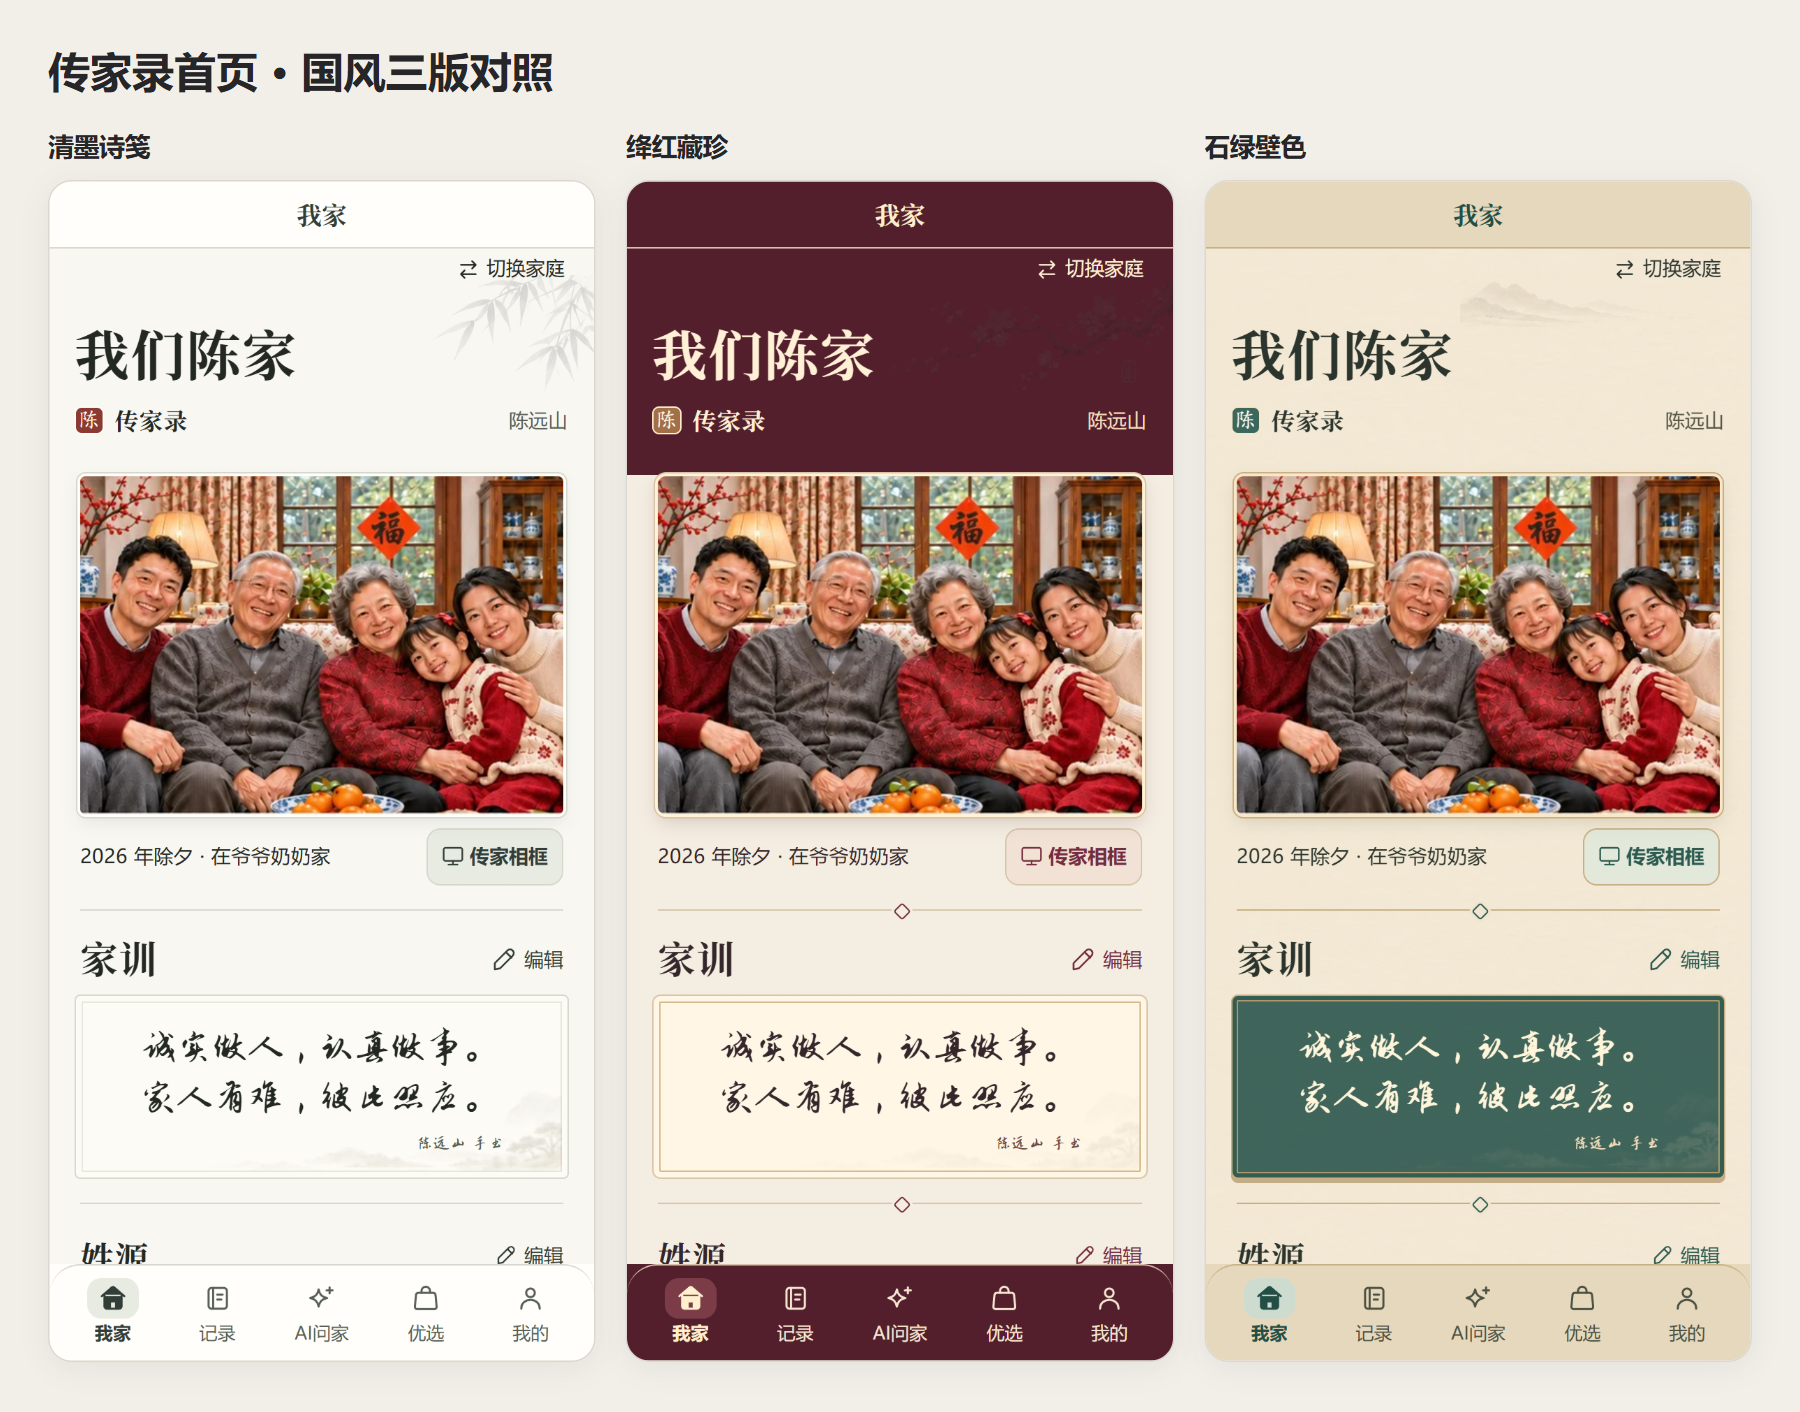 传家录首页·国风三版对照
清墨诗笺
我家
切换家庭
我们陈家
陈 传家录 陈远山
福
2026 年除夕 · 在爷爷奶奶家 传家相框
家训 编辑
诚实做人，认真做事。
家人有难，彼此照应。
陈远山 手书
姓源 编辑
我家 记录 AI问家 优选 我的
绛红藏珍
我家
切换家庭
我们陈家
陈 传家录 陈远山
福
2026 年除夕 · 在爷爷奶奶家 传家相框
家训 编辑
诚实做人，认真做事。
家人有难，彼此照应。
陈远山 手书
姓源 编辑
我家 记录 AI问家 优选 我的
石绿壁色
我家
切换家庭
我们陈家
陈 传家录 陈远山
福
2026 年除夕 · 在爷爷奶奶家 传家相框
家训 编辑
诚实做人，认真做事。
家人有难，彼此照应。
陈远山 手书
姓源 编辑
我家 记录 AI问家 优选 我的